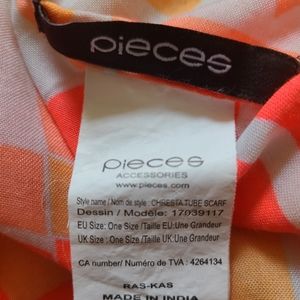 pieces
pieces
ACCESSORIES
www.pieces.com
Style name / Nom de style : CHRESTA TUBE SCARF
Dessin / Modèle: 17039117
EU Size: One Size /Taille EU:Une Grandeur
UK Size : One Size /Taille UK:Une Grandeur
CA number/ Numéro de TVA : 4264134
RAS-KAS
MADE IN INDIA